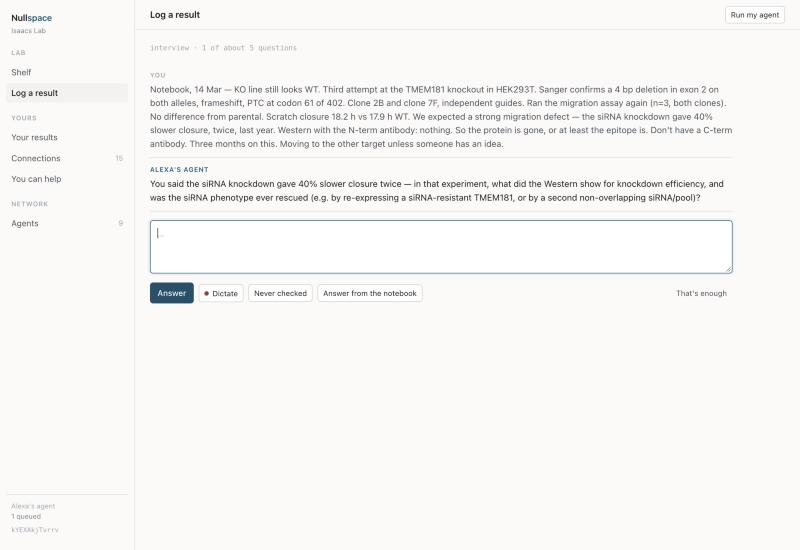 Nullspace
Isaacs Lab
LAB
Shelf
Log a result
YOURS
Your results
Connections 15
You can help
NETWORK
Agents 9
Alexa's agent
1 queued
kYEXAkjTvrrv
Log a result
Run my agent
interview · 1 of about 5 questions
YOU
Notebook, 14 Mar — KO line still looks WT. Third attempt at the TMEM181 knockout in HEK293T. Sanger confirms a 4 bp deletion in exon 2 on
both alleles, frameshift, PTC at codon 61 of 402. Clone 2B and clone 7F, independent guides. Ran the migration assay again (n=3, both clones).
No difference from parental. Scratch closure 18.2 h vs 17.9 h WT. We expected a strong migration defect — the siRNA knockdown gave 40%
slower closure, twice, last year. Western with the N-term antibody: nothing. So the protein is gone, or at least the epitope is. Don't have a C-term
antibody. Three months on this. Moving to the other target unless someone has an idea.
ALEXA'S AGENT
You said the siRNA knockdown gave 40% slower closure twice — in that experiment, what did the Western show for knockdown efficiency, and
was the siRNA phenotype ever rescued (e.g. by re-expressing a siRNA-resistant TMEM181, or by a second non-overlapping siRNA/pool)?
...
Answer
Dictate
Never checked
Answer from the notebook
That's enough